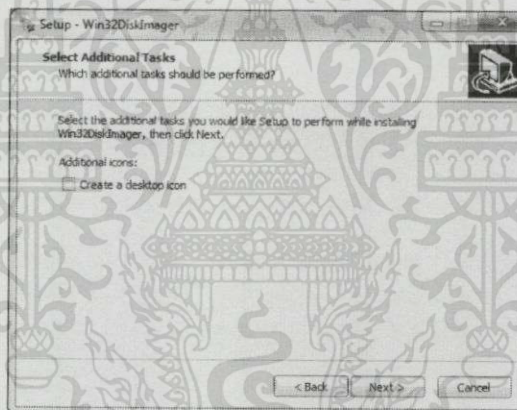 Setup - Win32DiskImager
Select Additional Tasks
Which additional tasks should be performed?
Select the additional tasks you would like Setup to perform while installing
Win32DiskImager, then click Next.
Additional icons:
Create a desktop icon
< Back
Next >
Cancel